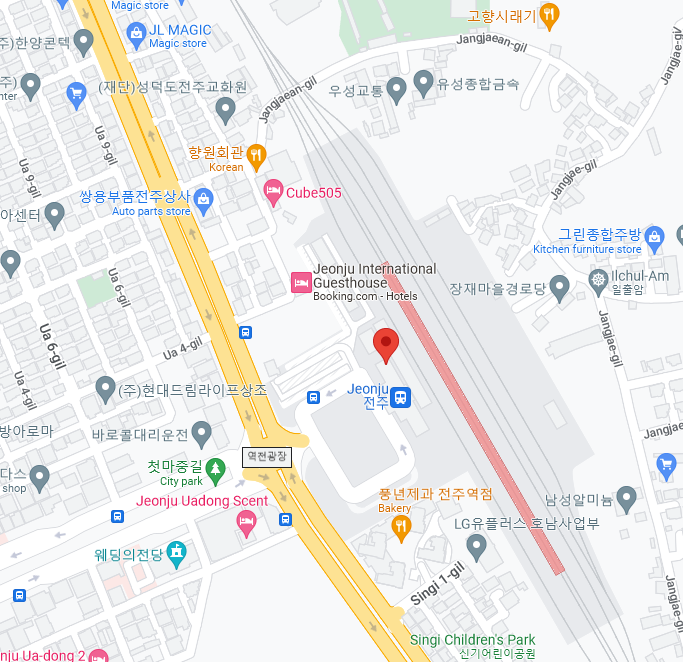 Magic store
고향시래기
JL MAGIC
Magic store
주)한양콘텍
Jangjaean-gil
주)
nter
(재단)성덕도전주교화원
우성교통
유성종합금속
Jangjaean-gil
Jangjae-gil
Ua 9-gil
Ua 9-gil
향원회관
Korean
Jangjae-gil
쌍용부품전주상사
Auto parts store
Cube505
아센터
그린종합주방
Kitchen furniture store
Jeonju International
Guesthouse
Booking.com - Hotels
Ilchul-Am
일출암
장재마을경로당
Ua 6-gil
Ua 6-gil
Ua 4-gil
Jangjae-gil
Ua 4-gil
(주)현대드림라이프상조
Jeonju
전주
방아로마
바로콜대리운전
Jangjae-gil
역전광장
첫마중길
City park
다스
shop
풍년제과 전주역점
Bakery
남성알미늄
Jeonju Uadong Scent
LG유플러스 호남사업부
웨딩의전당
Singi 1-gil
Jangjae-gil
Singi Children's Park
신기어린이공원
nju Ua-dong 2